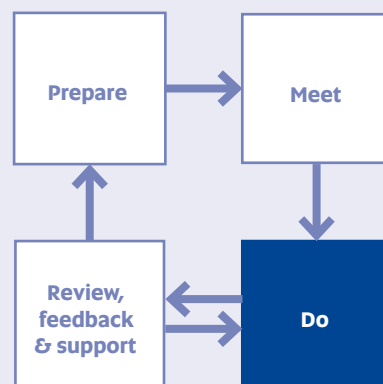 Prepare
Meet
Review,
feedback
& support
Do